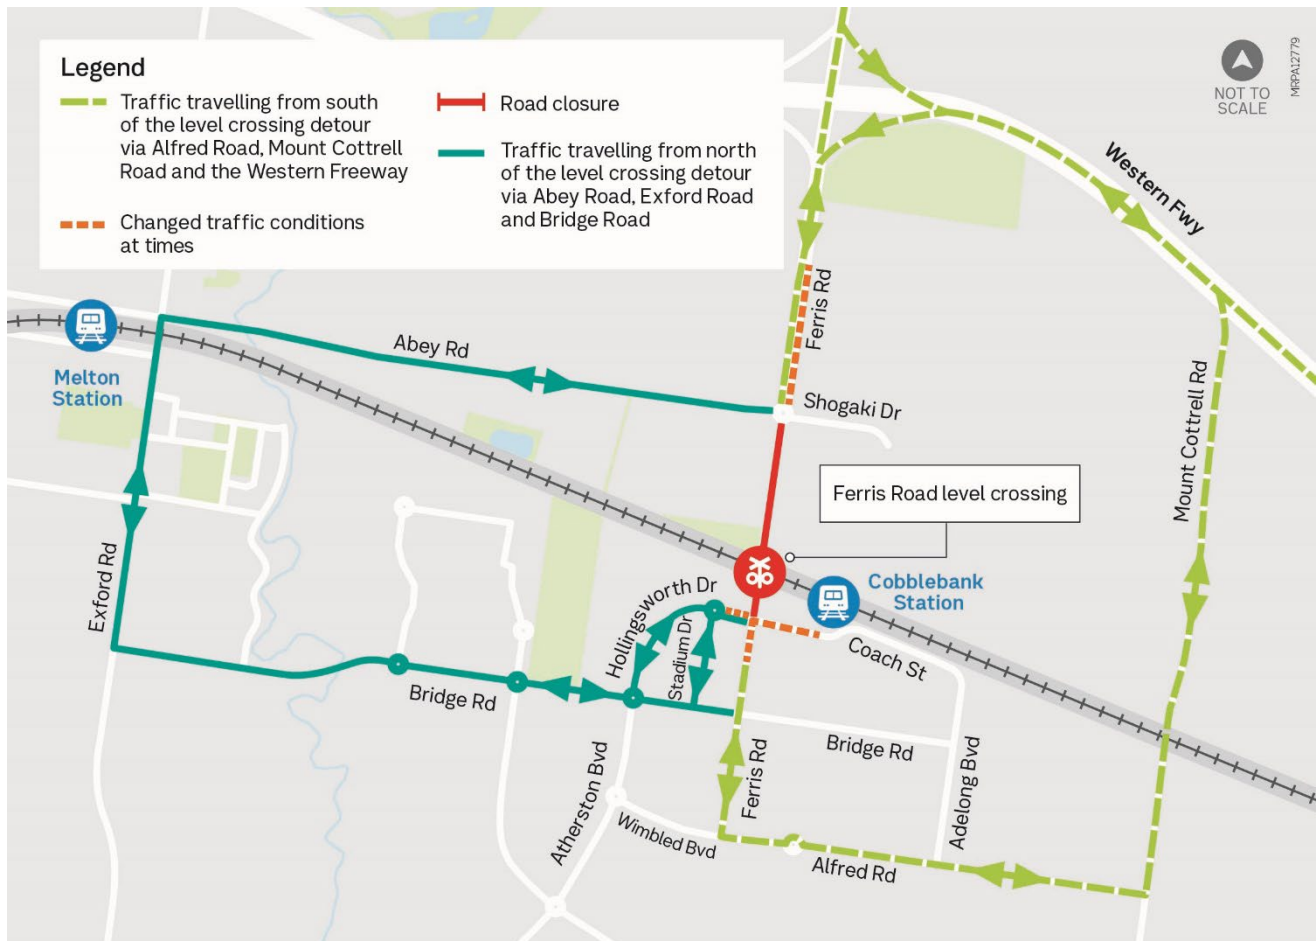 Legend
Traffic travelling from south
of the level crossing detour
via Alfred Road, Mount Cottrell
Road and the Western Freeway
Changed traffic conditions
at times
Road closure
Traffic travelling from north
of the level crossing detour
via Abey Road, Exford Road
and Bridge Road
NOT TO
SCALE
MRPA12779
Western Fwy
Ferris Rd
Abey Rd
Melton
Station
Shogaki Dr
Mount Cottrell Rd
Ferris Road level crossing
Exford Rd
Hollingsworth Dr
Cobblebank
Station
Stadium Dr
Coach St
Bridge Rd
Bridge Rd
Ferris Rd
Adelong Bvd
Atherston Bvd
Wimbled Bvd
Alfred Rd